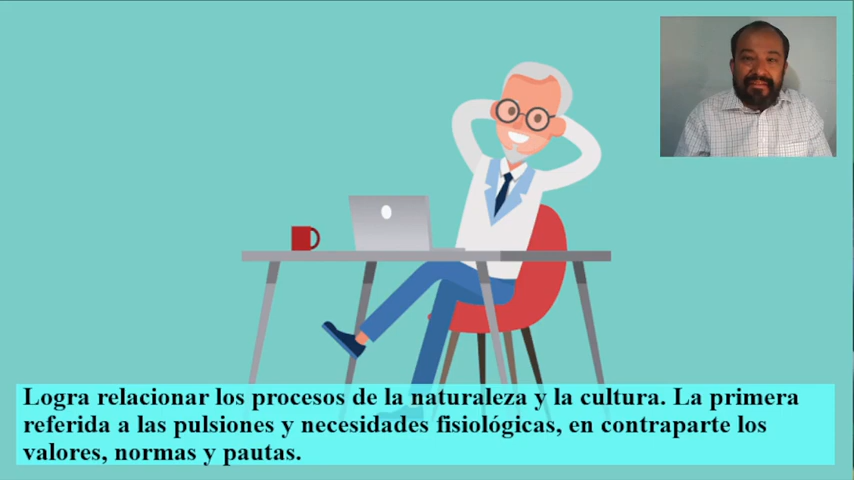 Logra relacionar los procesos de la naturaleza y la cultura. La primera
referida a las pulsiones y necesidades fisiológicas, en contraparte los
valores, normas y pautas.